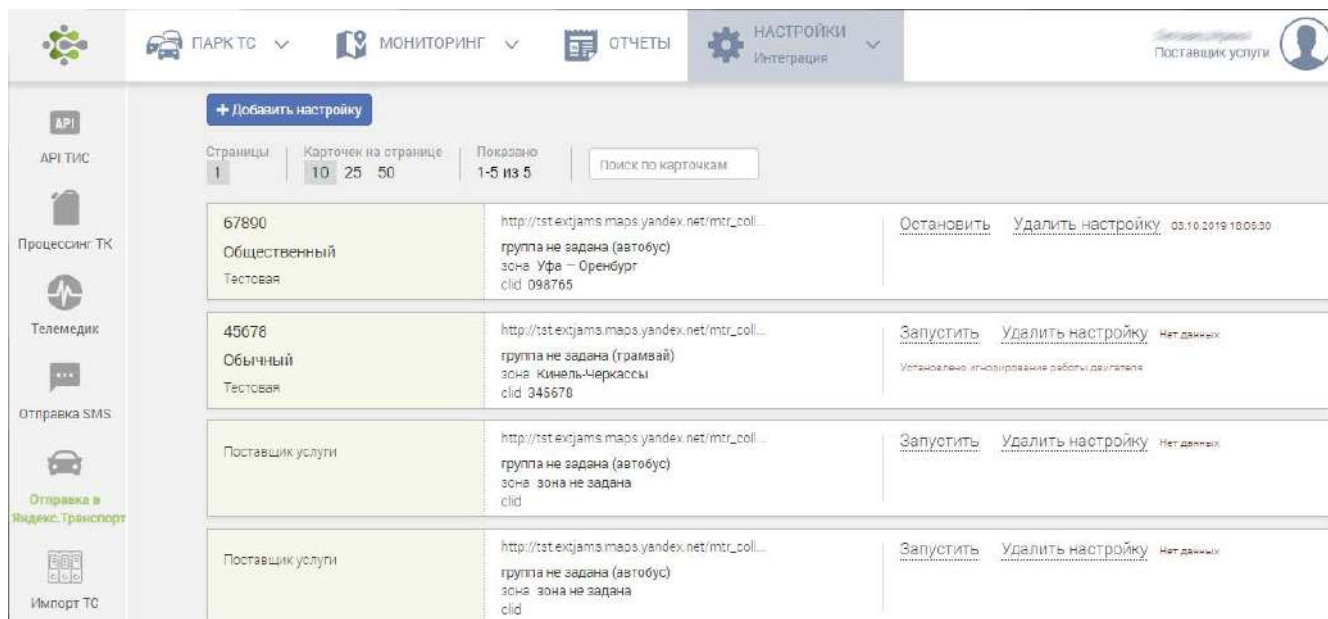 ПАРК ТС
МОНИТОРИНГ
ОТЧЕТЫ
НАСТРОЙКИ
Интеграция
Поставщик услуги
API
API ТИС
Процессинг ТК
Телемедик
Отправка SMS
Отправка в
Яндекс.Транспорт
Импорт ТС
+ Добавить настройку
Страницы
1
Карточек на странице
10 25 50
Показано
1-5 из 5
Поиск по карточкам
67890
Общественный
Тестовая
http://tst.extjams.maps.yandex.net/mtr_coll...
группа не задана (автобус)
зона Уфа – Оренбург
clid 098765
Остановить Удалить настройку 03.10.2019 18:05:30
45678
Обычный
Тестовая
http://tst.extjams.maps.yandex.net/mtr_coll...
группа не задана (трамвай)
зона Кинель-Черкассы
clid 345678
Запустить Удалить настройку Нет данных
Установлено игнорирование работы двигателя
Поставщик услуги
http://tst.extjams.maps.yandex.net/mtr_coll...
группа не задана (автобус)
зона зона не задана
clid
Запустить Удалить настройку Нет данных
Поставщик услуги
http://tst.extjams.maps.yandex.net/mtr_coll...
группа не задана (автобус)
зона зона не задана
clid
Запустить Удалить настройку Нет данных